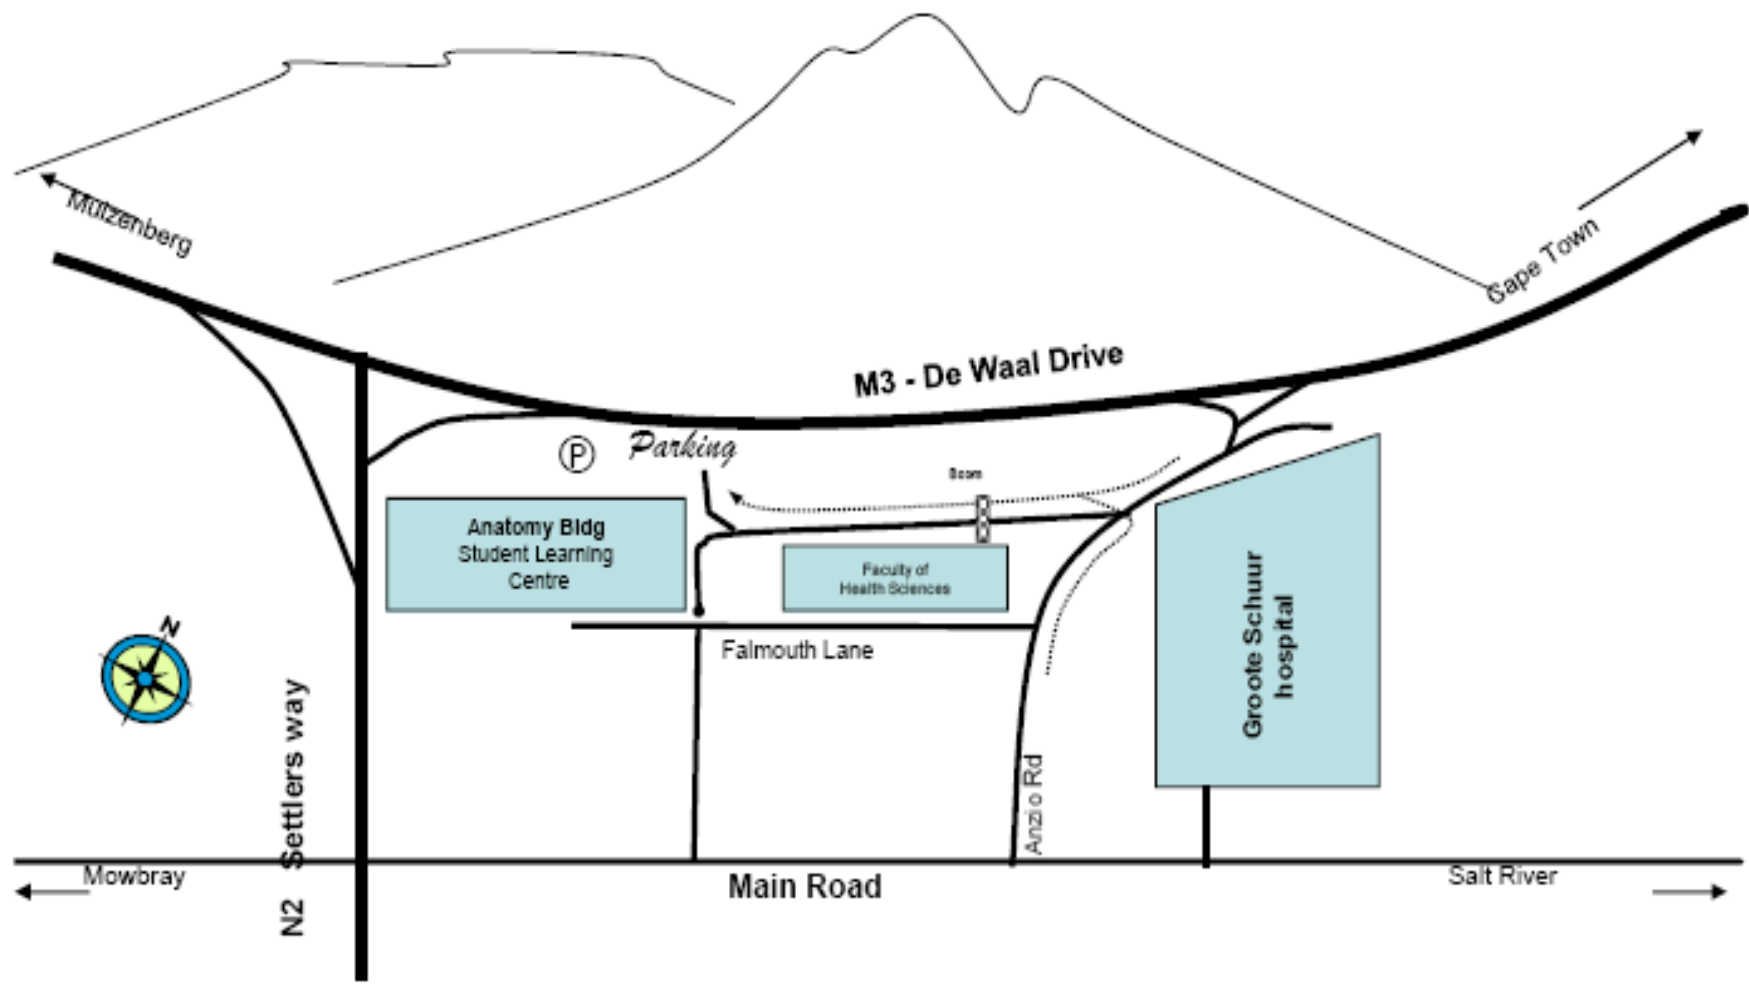 Muizenberg
Cape Town
M3 - De Waal Drive
P
Parking
Boom
Anatomy Bldg
Student Learning
Centre
Faculty of
Health Sciences
Groote Schuur
hospital
Falmouth Lane
N
N2 Settlers way
Anzio Rd
Mowbray
Main Road
Salt River